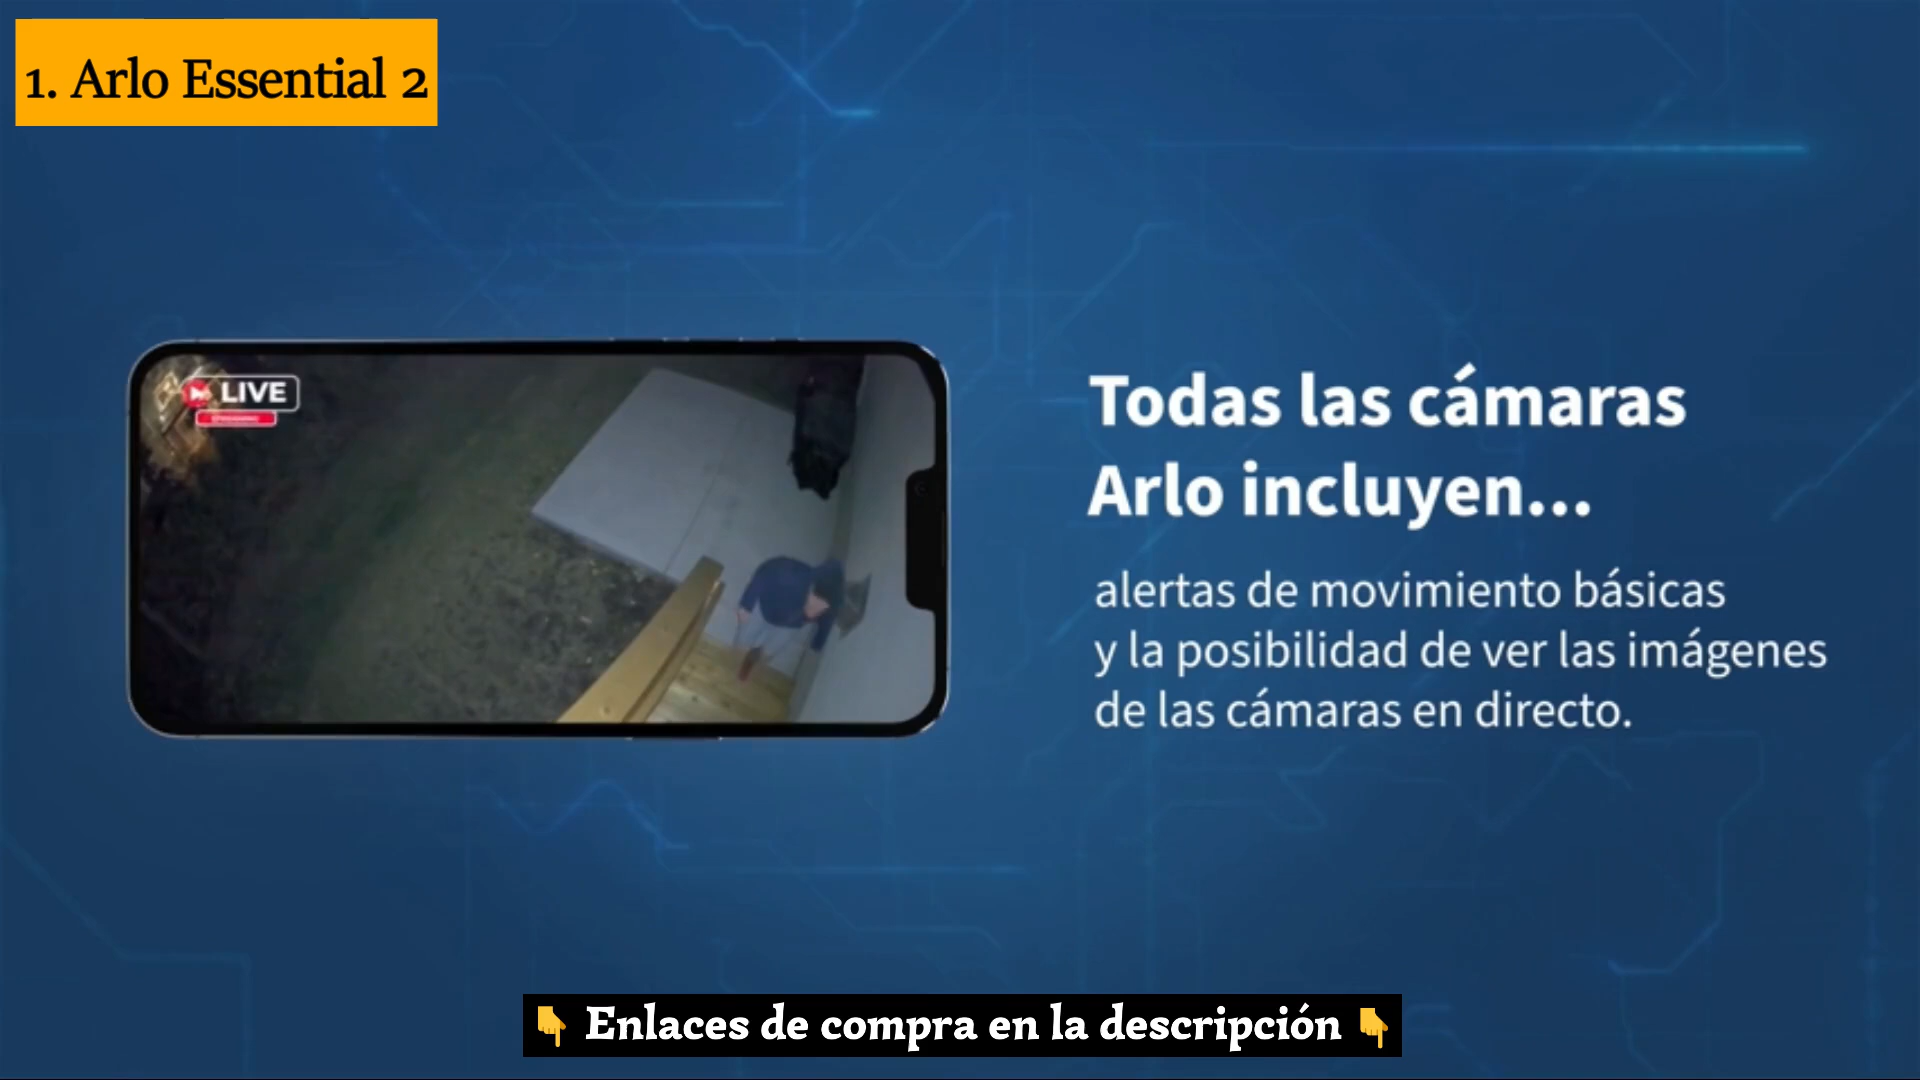 1. Arlo Essential 2
LIVE
Todas las cámaras
Arlo incluyen...
alertas de movimiento básicas
y la posibilidad de ver las imágenes
de las cámaras en directo.
👇 Enlaces de compra en la descripción 👇